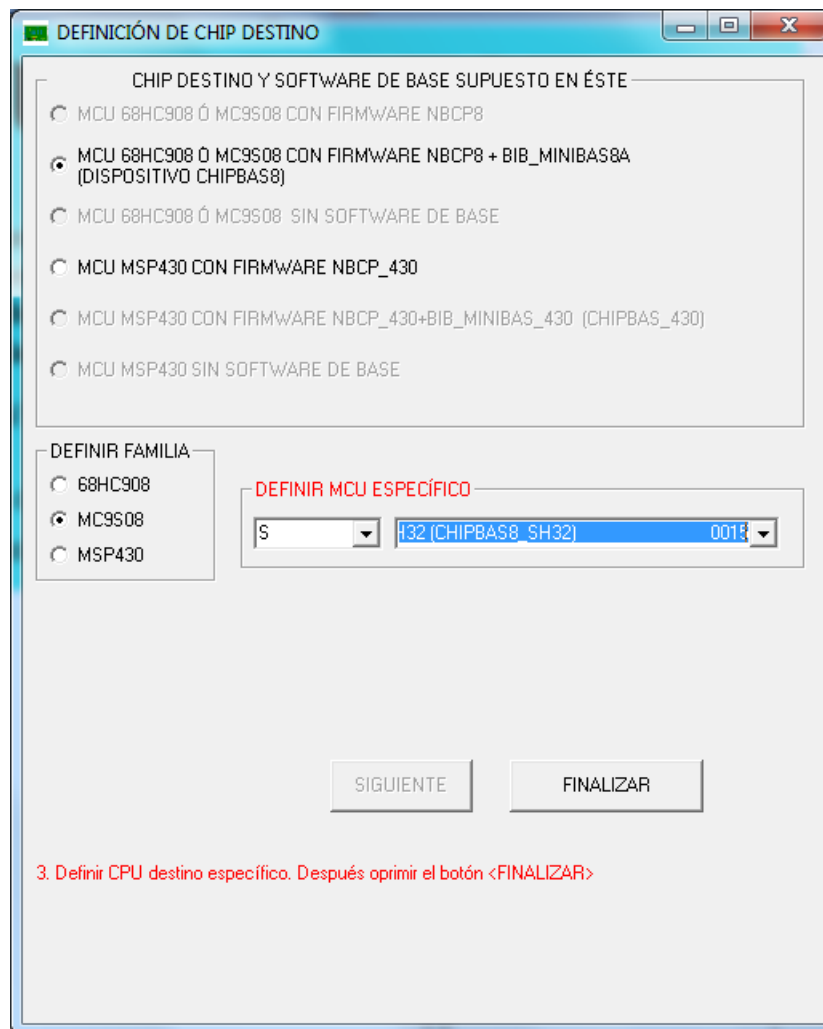 DEFINICIÓN DE CHIP DESTINO
CHIP DESTINO Y SOFTWARE DE BASE SUPUESTO EN ÉSTE
MCU 68HC908 Ó MC9S08 CON FIRMWARE NBCP8
MCU 68HC908 Ó MC9S08 CON FIRMWARE NBCP8 + BIB_MINIBAS8A
(DISPOSITIVO CHIPBAS8)
MCU 68HC908 Ó MC9S08 SIN SOFTWARE DE BASE
MCU MSP430 CON FIRMWARE NBCP_430
MCU MSP430 CON FIRMWARE NBCP_430+BIB_MINIBAS_430 (CHIPBAS_430)
MCU MSP430 SIN SOFTWARE DE BASE
DEFINIR FAMILIA
68HC908
MC9S08
MSP430
DEFINIR MCU ESPECÍFICO
S
H32 (CHIPBAS8_SH32) 0015
SIGUIENTE
FINALIZAR
3. Definir CPU destino específico. Después oprimir el botón <FINALIZAR>